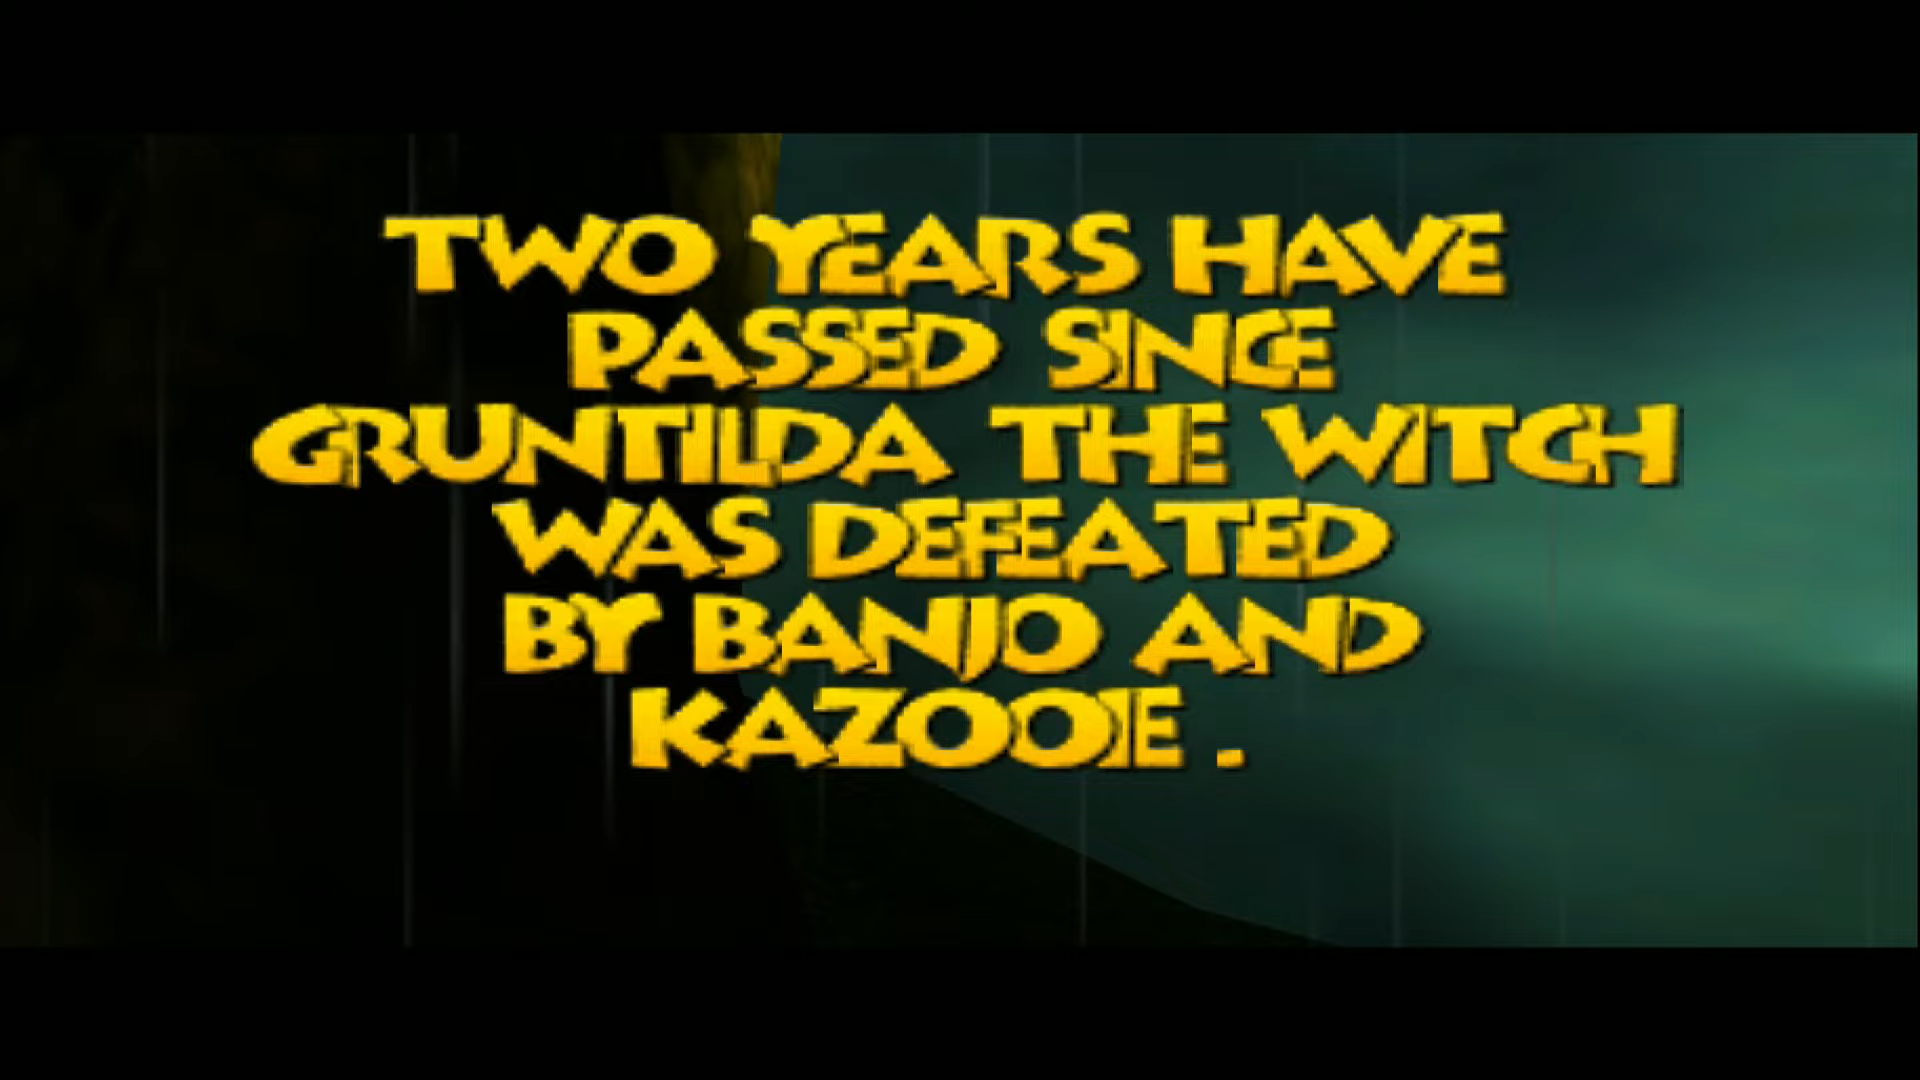 TWO YEARS HAVE
PASSED SINCE
GRUNTILDA THE WITCH
WAS DEFEATED
BY BANJO AND
KAZOOIE .